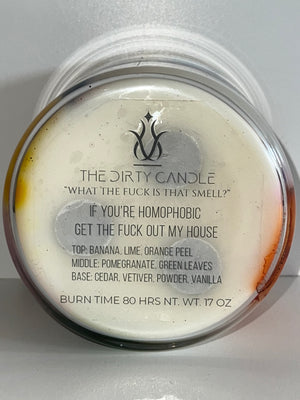 THE DIRTY CANDLE
"WHAT THE FUCK IS THAT SMELL?"
IF YOU'RE HOMOPHOBIC
GET THE FUCK OUT MY HOUSE
TOP: BANANA, LIME, ORANGE PEEL
MIDDLE: POMEGRANATE, GREEN LEAVES
BASE: CEDAR, VETIVER, POWDER, VANILLA
BURN TIME 80 HRS NT. WT. 17 OZ